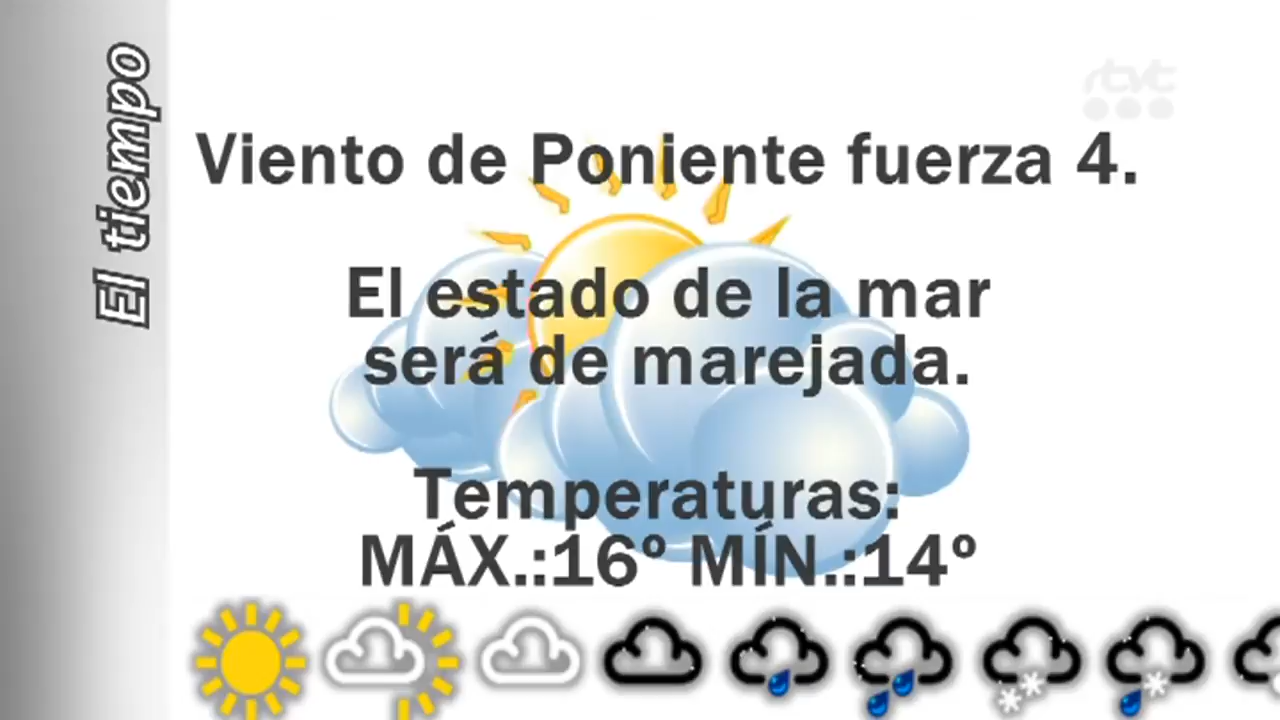 El tiempo
rtvc
Viento de Poniente fuerza 4.
El estado de la mar
será de marejada.
Temperaturas:
MÁX.:16º MÍN.:14º